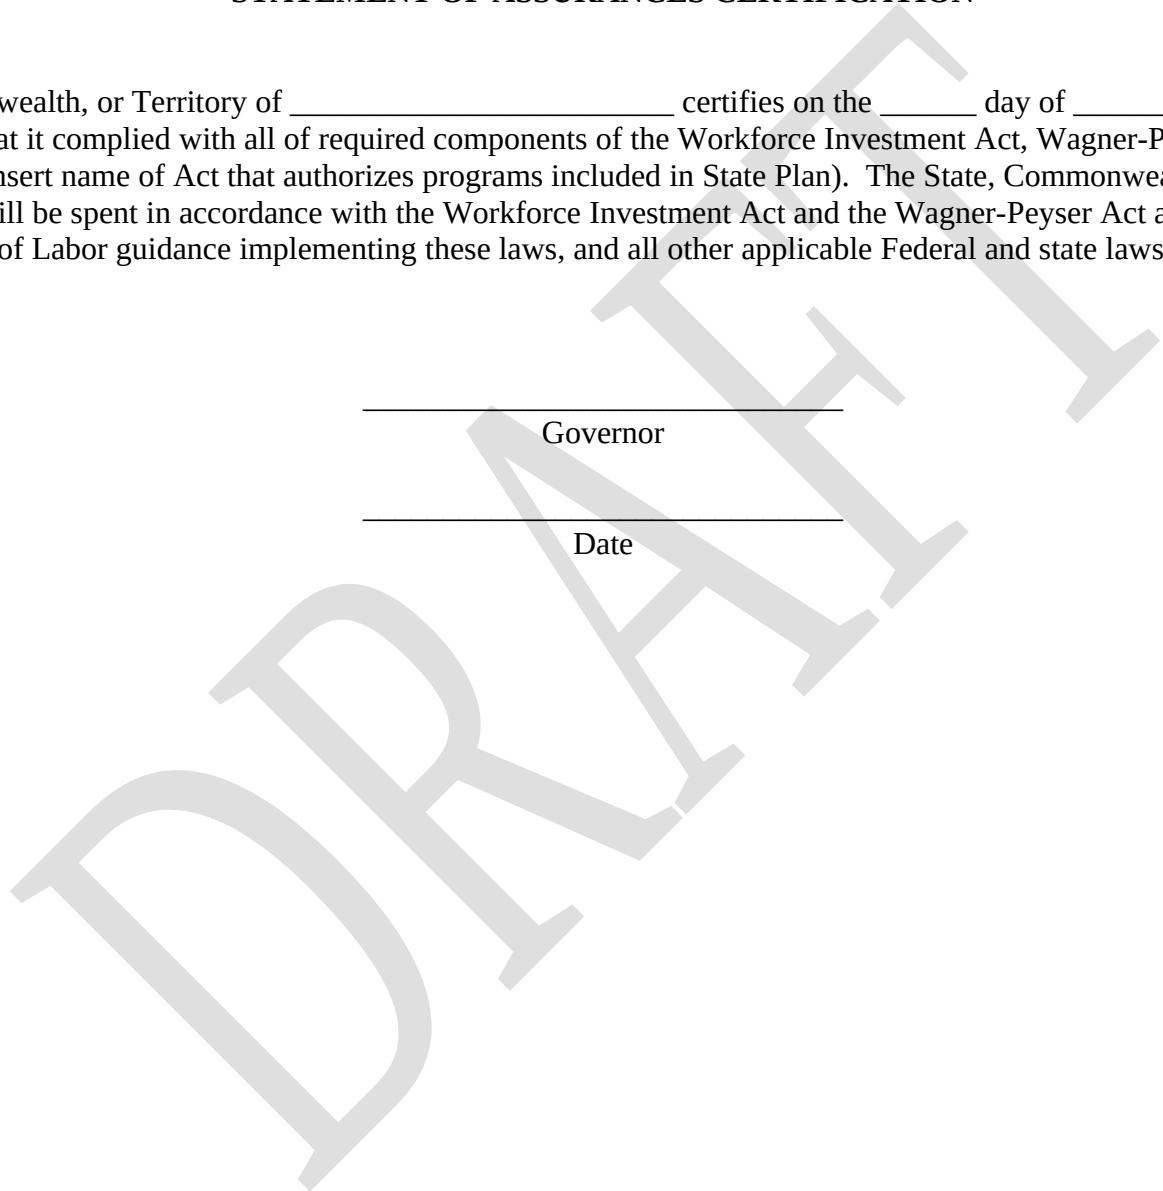 STATEMENT OF ASSURANCES CERTIFICATION
wealth, or Territory of ________________________ certifies on the ______ day of ______
at it complied with all of required components of the Workforce Investment Act, Wagner-P
nsert name of Act that authorizes programs included in State Plan).  The State, Commonwea
ill be spent in accordance with the Workforce Investment Act and the Wagner-Peyser Act a
of Labor guidance implementing these laws, and all other applicable Federal and state laws
______________________________
Governor
______________________________
Date
DRAFT